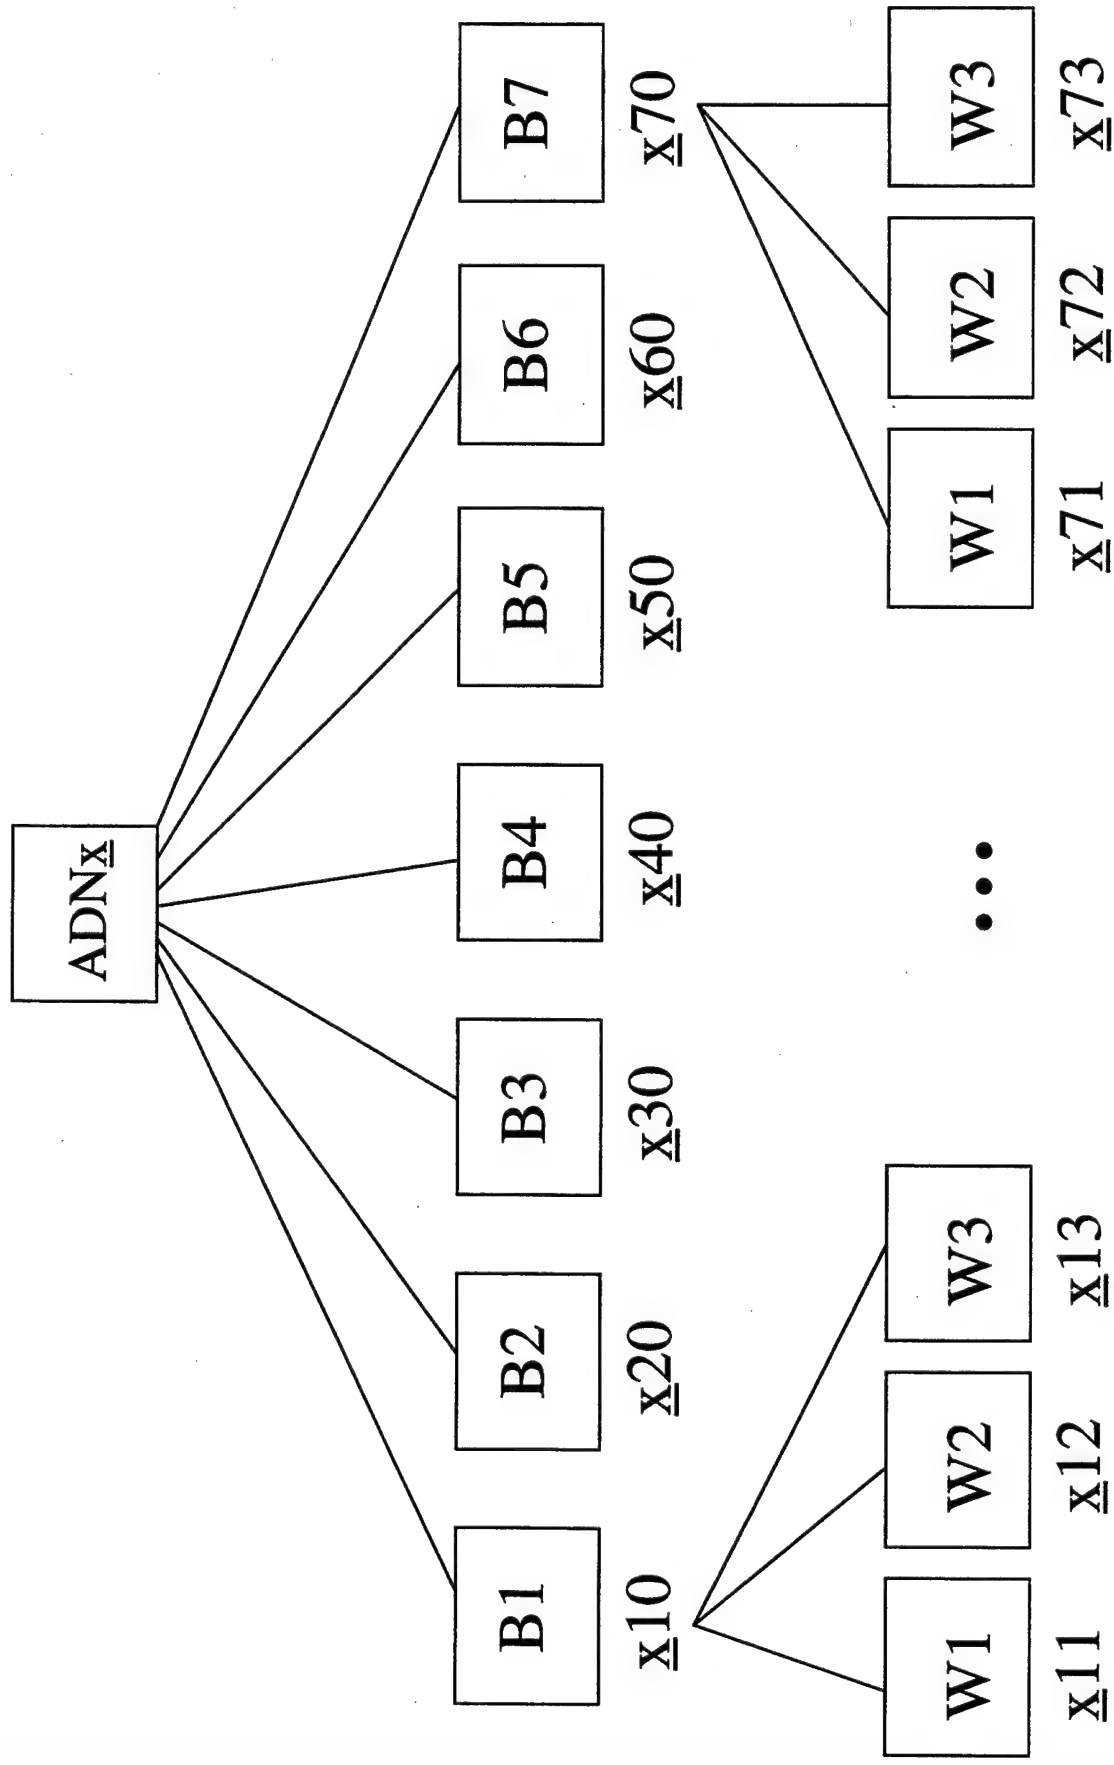 ADNx
B1 B2 B3 B4 B5 B6 B7
x10 x20 x30 x40 x50 x60 x70
W1 W2 W3 ••• W1 W2 W3
x11 x12 x13 x71 x72 x73